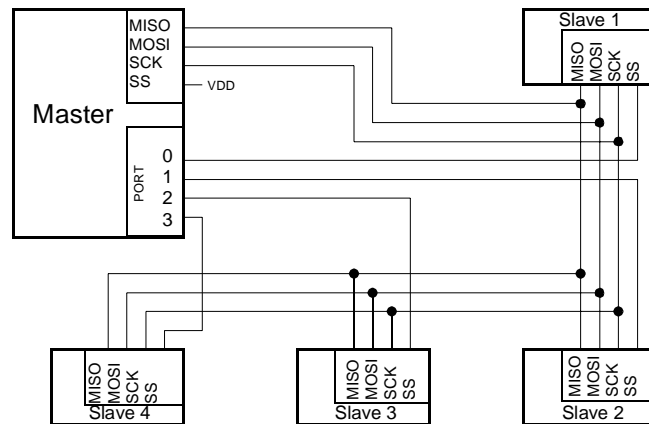 Master
MISO
MOSI
SCK
SS
VDD
PORT
0
1
2
3
Slave 1
MISO
MOSI
SCK
SS
MISO
MOSI
SCK
SS
Slave 4
MISO
MOSI
SCK
SS
Slave 3
MISO
MOSI
SCK
SS
Slave 2